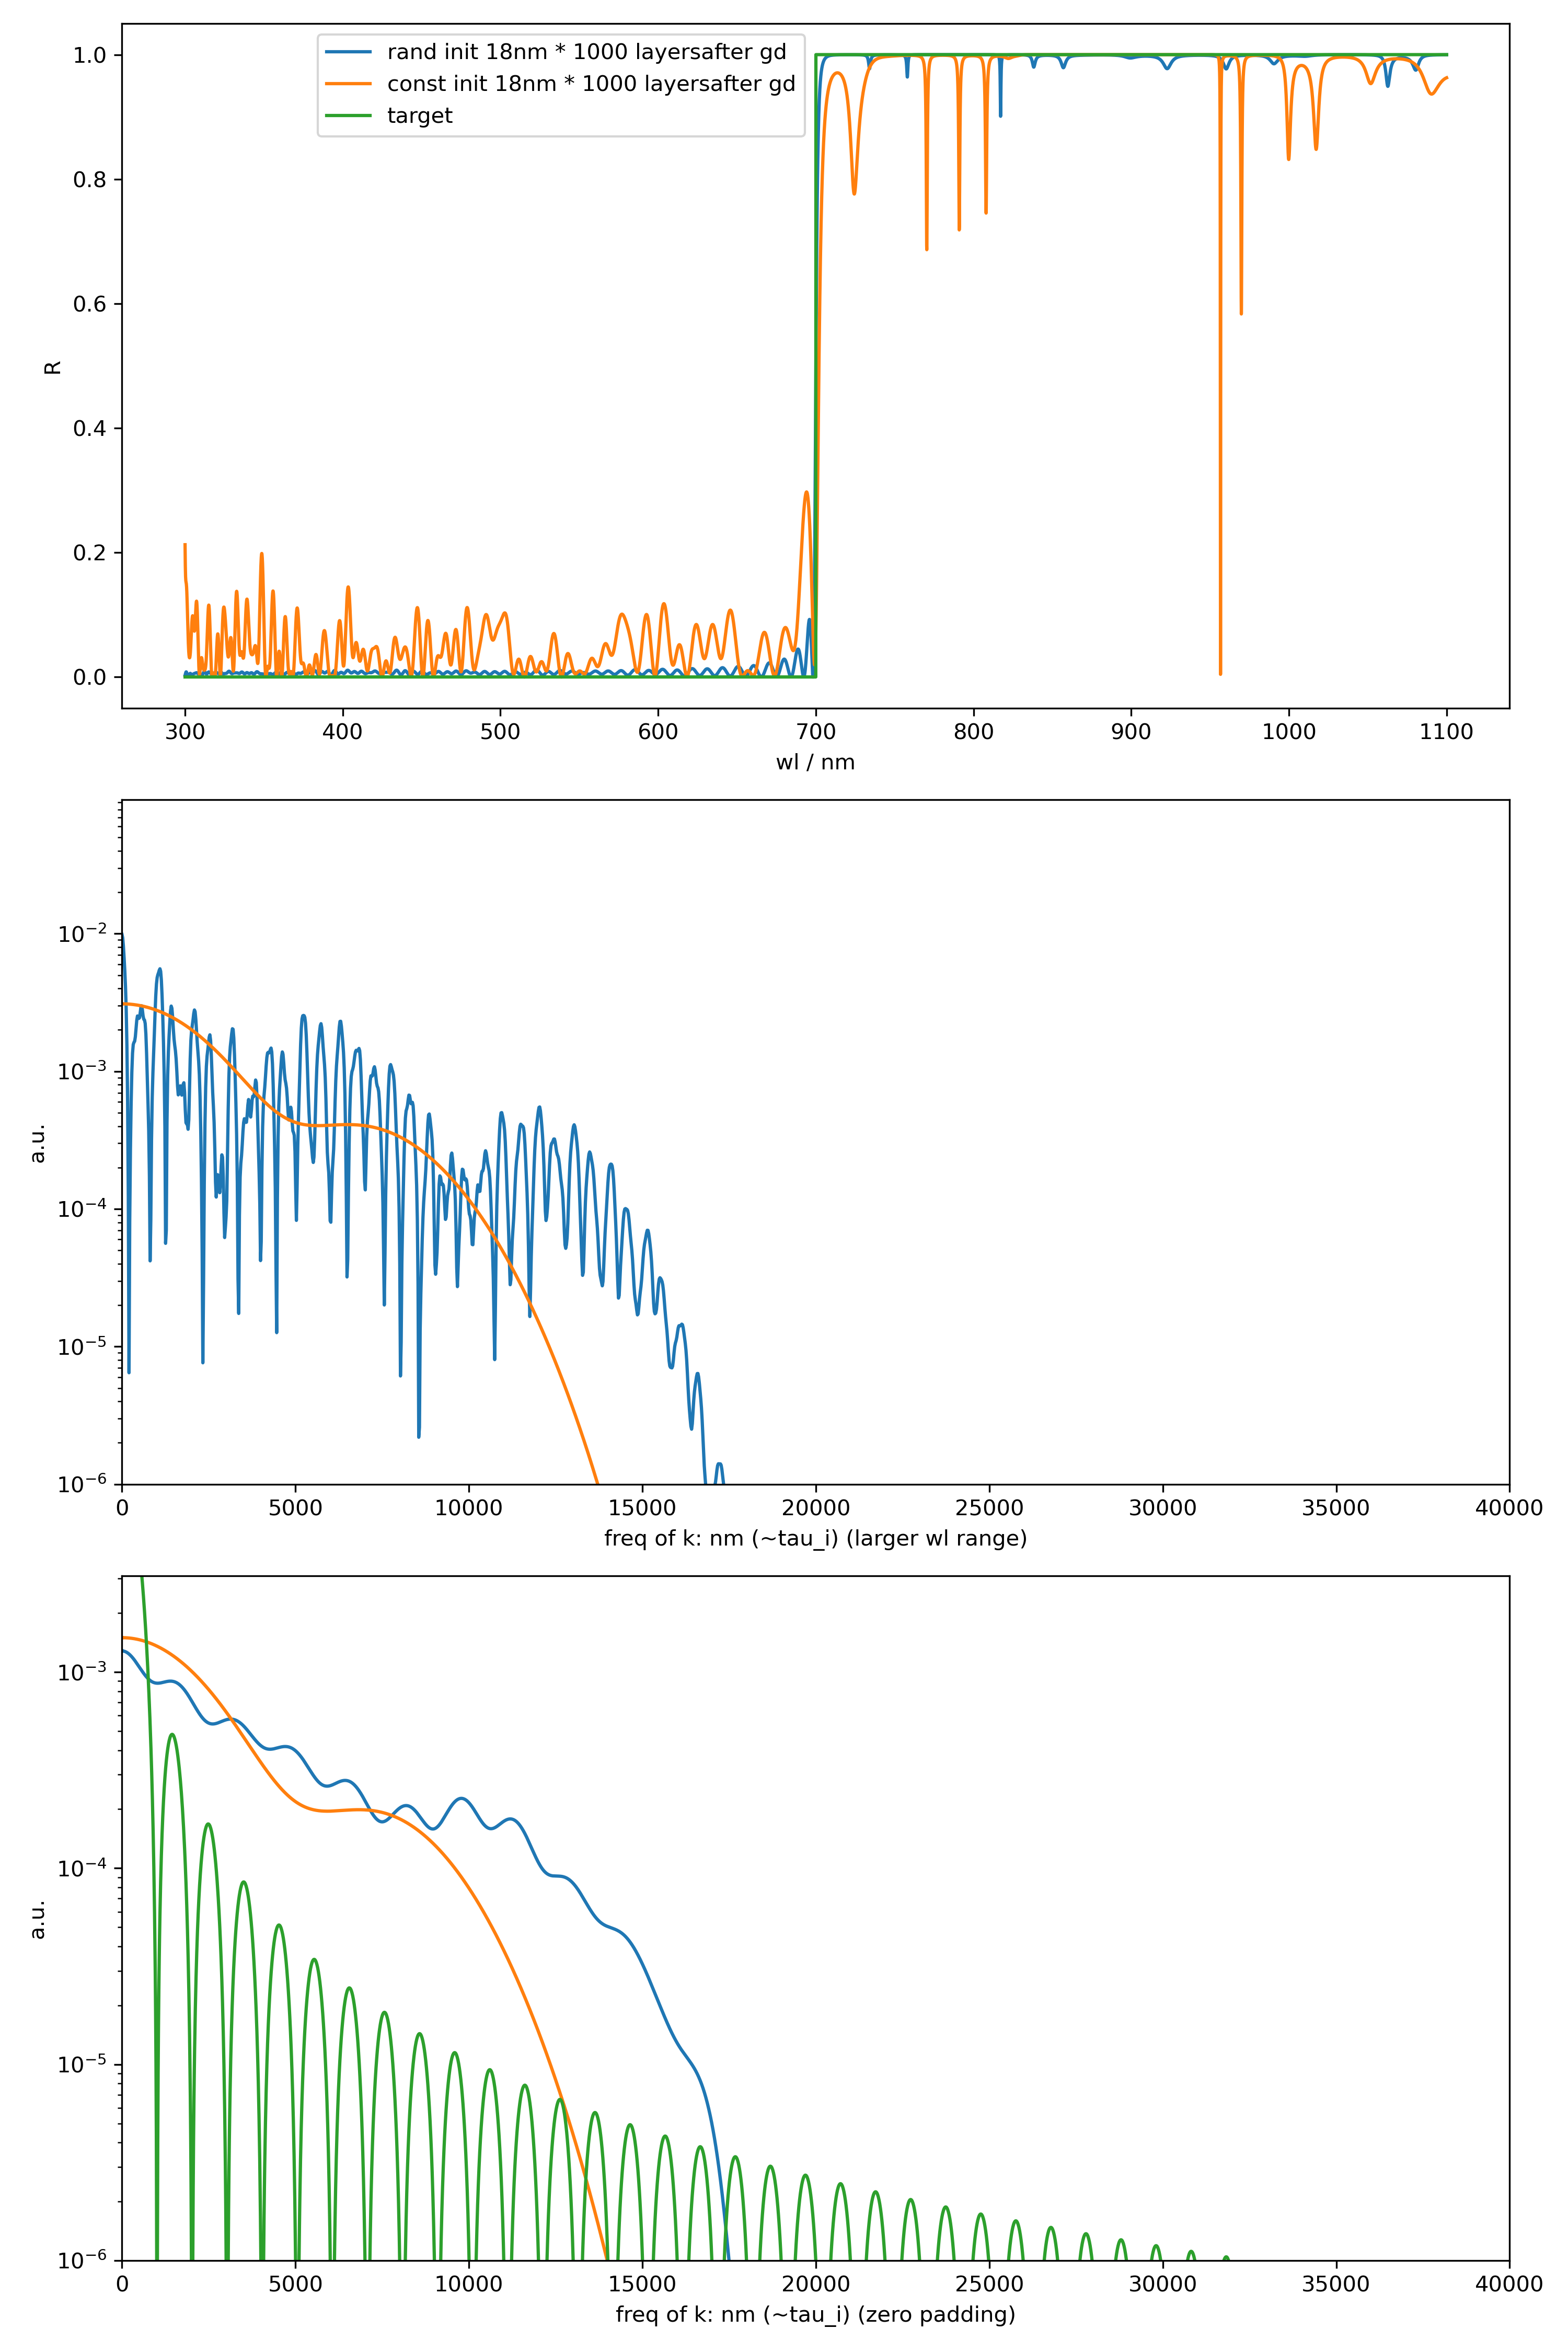 rand init 18nm * 1000 layersafter gd
const init 18nm * 1000 layersafter gd
target
R
1.0
0.8
0.6
0.4
0.2
0.0
300 400 500 600 700 800 900 1000 1100
wl / nm
a.u.
10⁻²
10⁻³
10⁻⁴
10⁻⁵
10⁻⁶
0 5000 10000 15000 20000 25000 30000 35000 40000
freq of k: nm (~tau_i) (larger wl range)
a.u.
10⁻³
10⁻⁴
10⁻⁵
10⁻⁶
0 5000 10000 15000 20000 25000 30000 35000 40000
freq of k: nm (~tau_i) (zero padding)